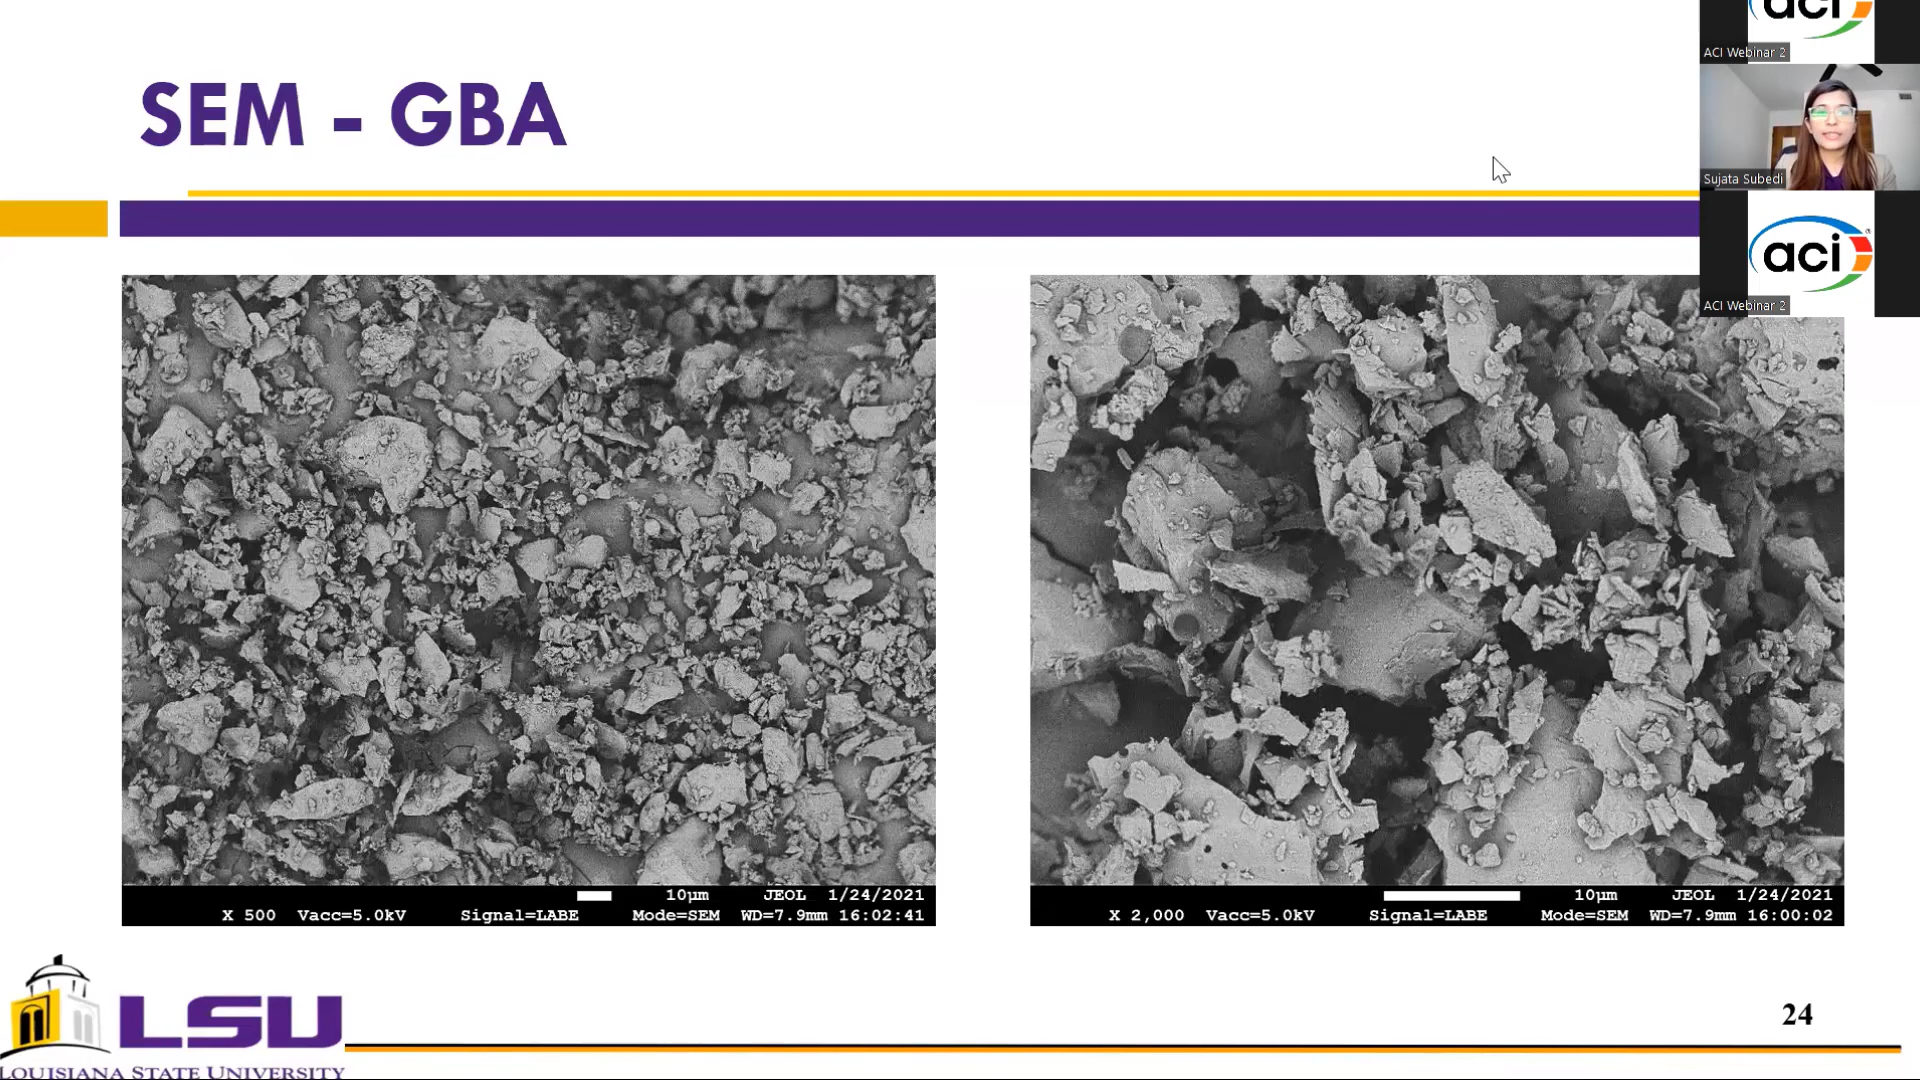 SEM - GBA
aci
ACI Webinar 2
Sujata Subedi
aci
ACI Webinar 2
10µm JEOL 1/24/2021
X 500 Vacc=5.0kV Signal=LABE Mode=SEM WD=7.9mm 16:02:41
10µm JEOL 1/24/2021
X 2,000 Vacc=5.0kV Signal=LABE Mode=SEM WD=7.9mm 16:00:02
LSU
LOUISIANA STATE UNIVERSITY
24